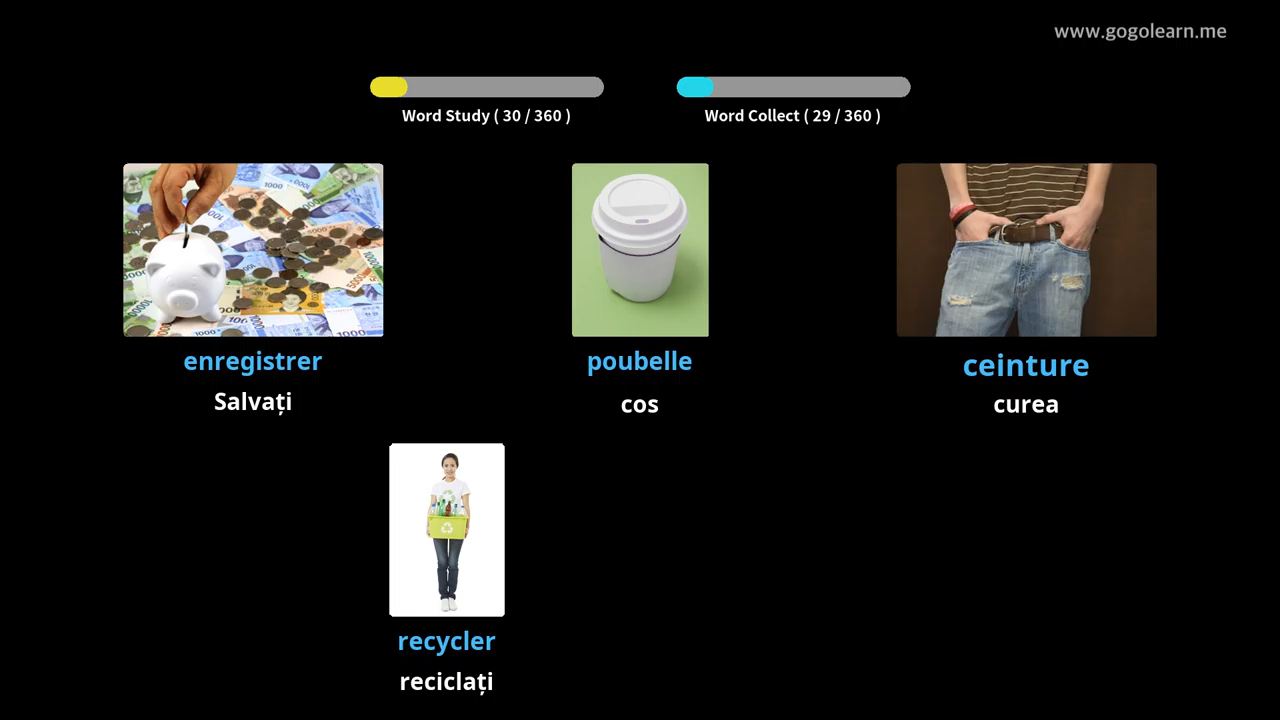 www.gogolearn.me
Word Study ( 30 / 360 )
Word Collect ( 29 / 360 )
enregistrer
Salvați
poubelle
cos
ceinture
curea
recycler
reciclați